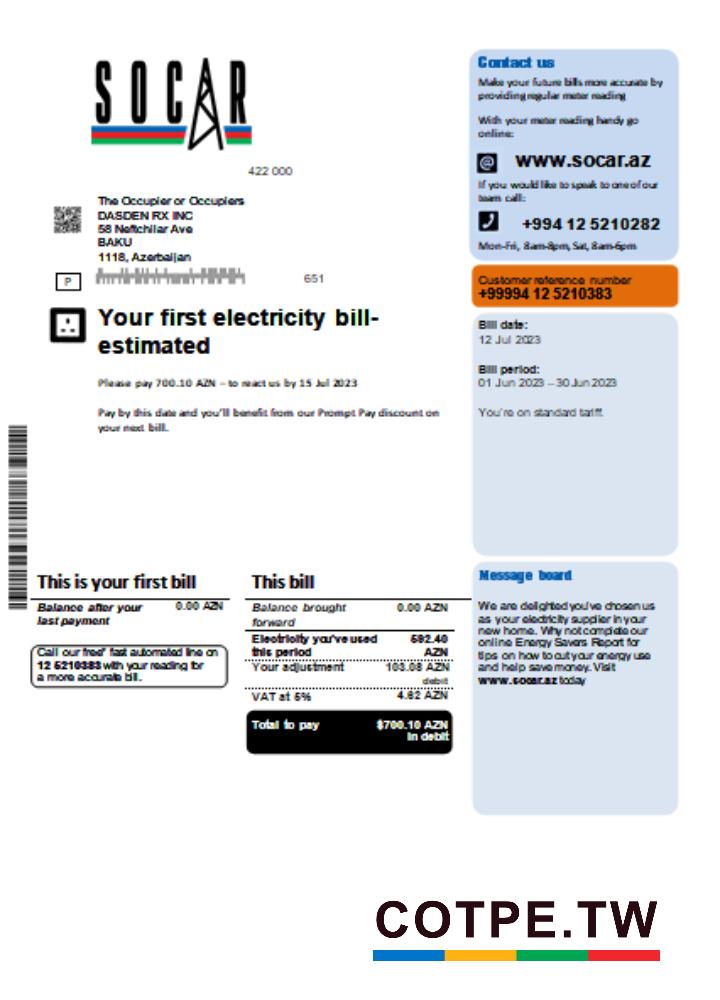 SOCAR
422 000
The Occupier or Occupiers
DASDEN RX INC
58 Neftchilar Ave
BAKU
1118, Azerbaijan
P
651
Your first electricity bill-
estimated
Please pay 700.10 AZN – to react us by 15 Jul 2023
Pay by this date and you'll benefit from our Prompt Pay discount on
your next bill.
This is your first bill
Balance after your 0.00 AZN
last payment
Call our free* fast automated line on
12 5210383 with your reading for
a more accurate bill.
This bill
Balance brought 0.00 AZN
forward
Electricity you've used 592.40
this period AZN
Your adjustment 103.08 AZN
debit
VAT at 5% 4.62 AZN
Total to pay $700.10 AZN
in debit
Contact us
Make your future bills more accurate by
providing regular meter reading
With your meter reading handy go
online:
www.socar.az
If you would like to speak to one of our
team call:
+994 12 5210282
Mon-Fri, 8am-8pm, Sat, 8am-6pm
Customer reference number
+99994 12 5210383
Bill date:
12 Jul 2023
Bill period:
01 Jun 2023 – 30 Jun 2023
You're on standard tariff.
Message board
We are delighted you've chosen us
as your electricity supplier in your
new home. Why not complete our
online Energy Savers Report for
tips on how to cut your energy use
and help save money. Visit
www.socar.az today
COTPE.TW